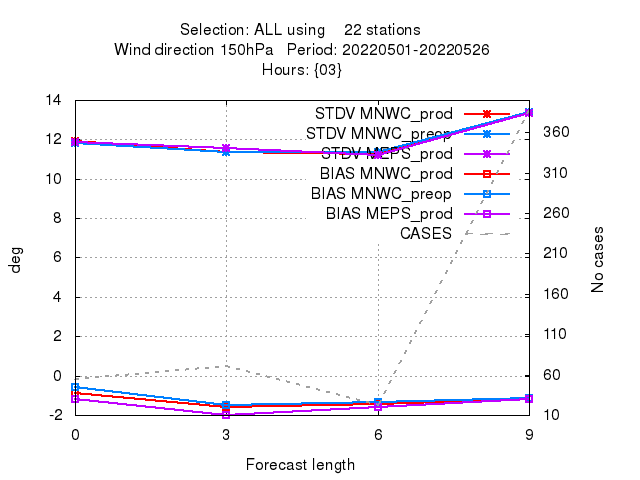 Selection: ALL using 22 stations
Wind direction 150hPa Period: 20220501-20220526
Hours: {03}
14
12
10
8
6
4
2
0
-2
deg
STDV MNWC_prod
STDV MNWC_preop
STDV MEPS_prod
BIAS MNWC_prod
BIAS MNWC_preop
BIAS MEPS_prod
CASES
360
310
260
210
160
110
60
10
No cases
0 3 6 9
Forecast length